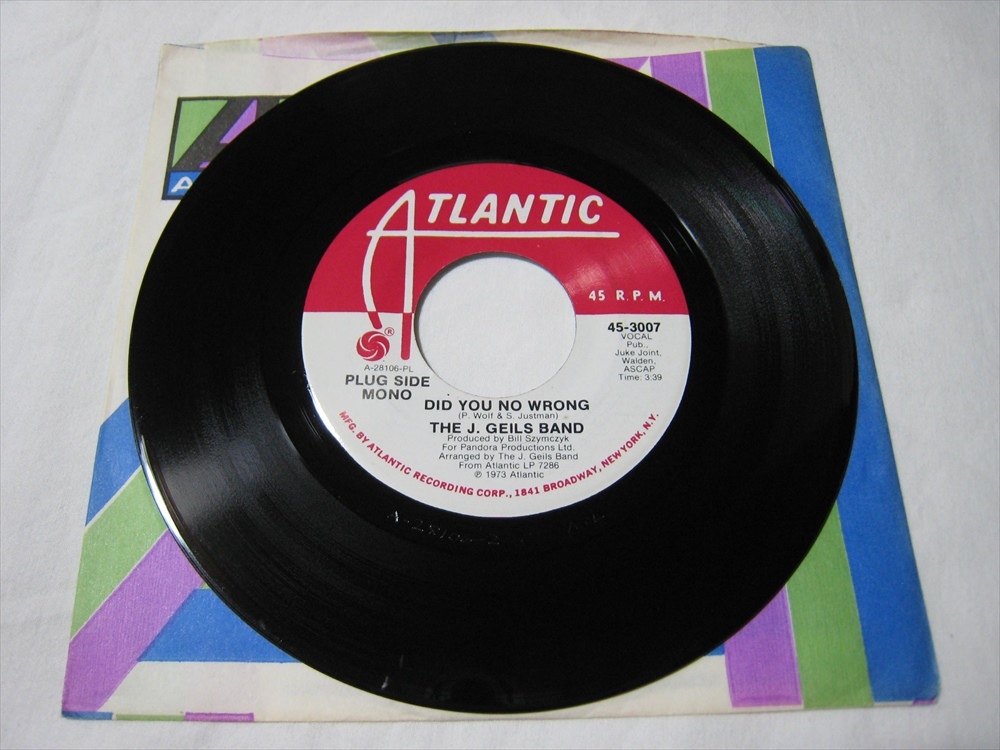 A
ATLANTIC
45 R.P.M.
®
45-3007
VOCAL
Pub.,
Juke Joint,
Walden,
ASCAP
Time: 3:39
A-28106-PL
PLUG SIDE
MONO
DID YOU NO WRONG
(P. Wolf & S. Justman)
THE J. GEILS BAND
Produced by Bill Szymczyk
For Pandora Productions Ltd.
Arranged by The J. Geils Band
From Atlantic LP 7286
℗ 1973 Atlantic
MFG. BY ATLANTIC RECORDING CORP., 1841 BROADWAY, NEW YORK, N.Y.